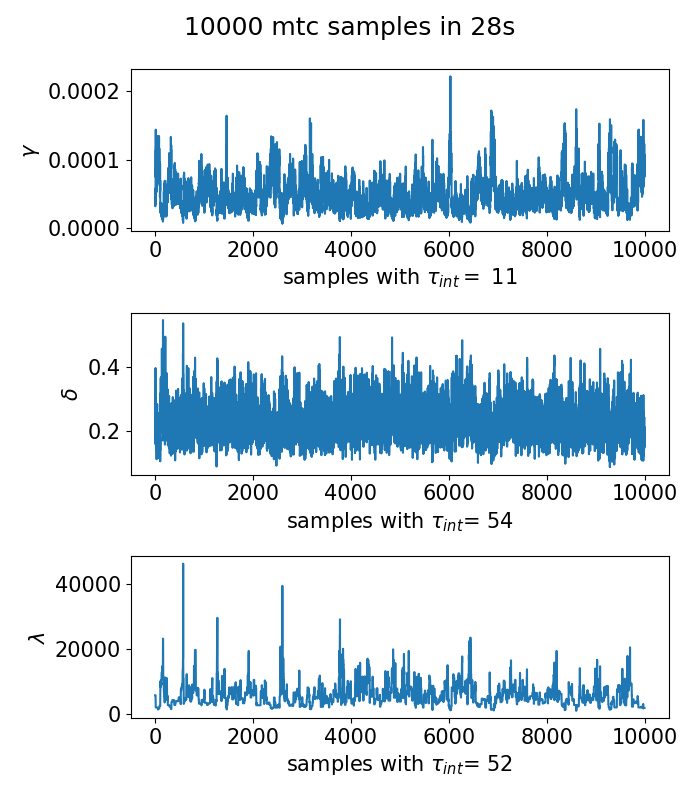 10000 mtc samples in 28s
0.0002
γ
0.0001
0.0000
0 2000 4000 6000 8000 10000
samples with τ_int = 11
0.4
δ
0.2
0 2000 4000 6000 8000 10000
samples with τ_int= 54
40000
λ
20000
0
0 2000 4000 6000 8000 10000
samples with τ_int= 52